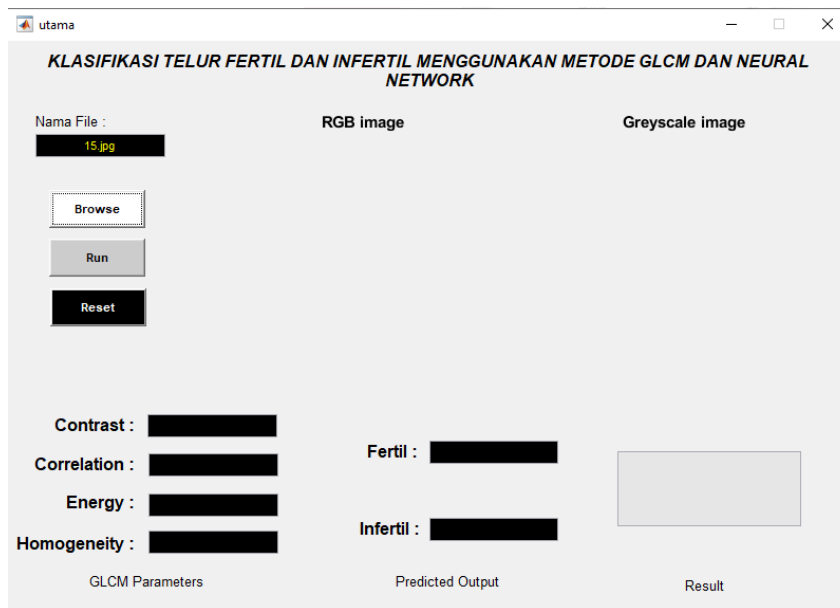 utama
KLASIFIKASI TELUR FERTIL DAN INFERTIL MENGGUNAKAN METODE GLCM DAN NEURAL
NETWORK
Nama File :
15.jpg
RGB image
Greyscale image
Browse
Run
Reset
Contrast :
Correlation :
Energy :
Homogeneity :
GLCM Parameters
Fertil :
Infertil :
Predicted Output
Result